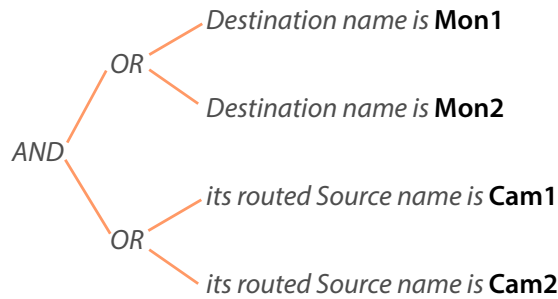 Destination name is Mon1
OR
Destination name is Mon2
AND
its routed Source name is Cam1
OR
its routed Source name is Cam2